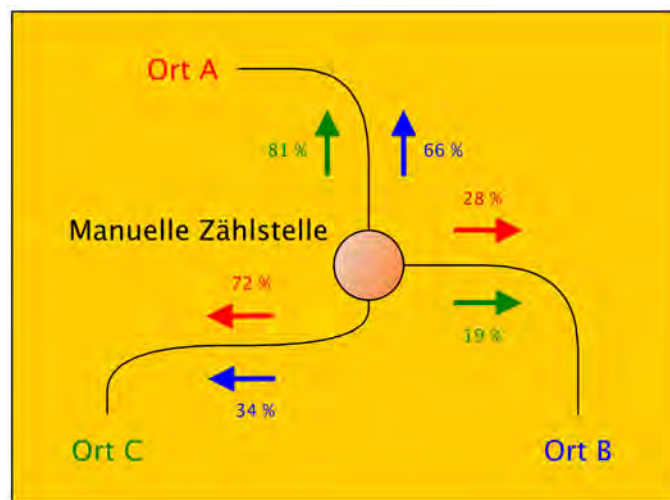 Ort A
81 %
66 %
28 %
Manuelle Zählstelle
72 %
19 %
34 %
Ort C
Ort B